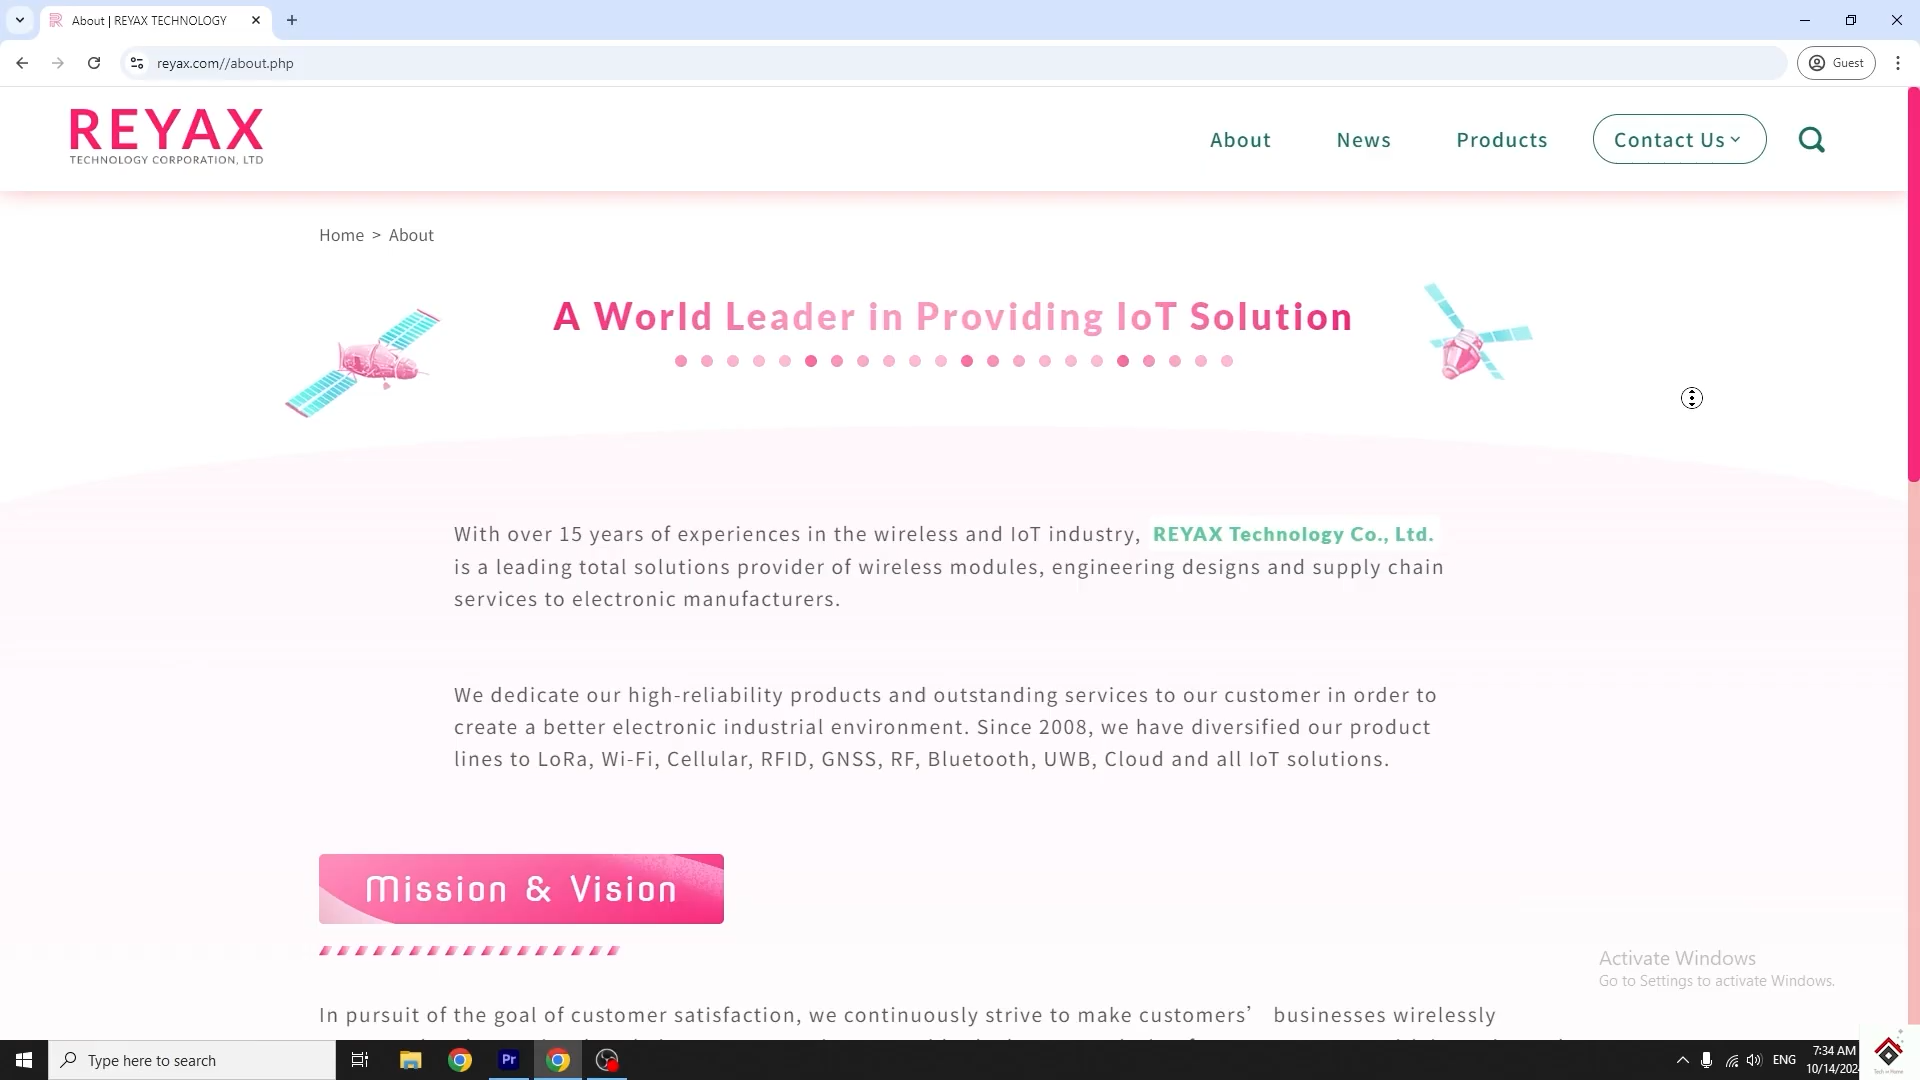 About | REYAX TECHNOLOGY
reyax.com//about.php
Guest
REYAX
TECHNOLOGY CORPORATION, LTD
About
News
Products
Contact Us
Home > About
A World Leader in Providing IoT Solution
With over 15 years of experiences in the wireless and IoT industry, REYAX Technology Co., Ltd.
is a leading total solutions provider of wireless modules, engineering designs and supply chain
services to electronic manufacturers.
We dedicate our high-reliability products and outstanding services to our customer in order to
create a better electronic industrial environment. Since 2008, we have diversified our product
lines to LoRa, Wi-Fi, Cellular, RFID, GNSS, RF, Bluetooth, UWB, Cloud and all IoT solutions.
Mission & Vision
In pursuit of the goal of customer satisfaction, we continuously strive to make customers’ businesses wirelessly
Activate Windows
Go to Settings to activate Windows.
Type here to search
Pr
ENG
7:34 AM
10/14/202
Tech in Home